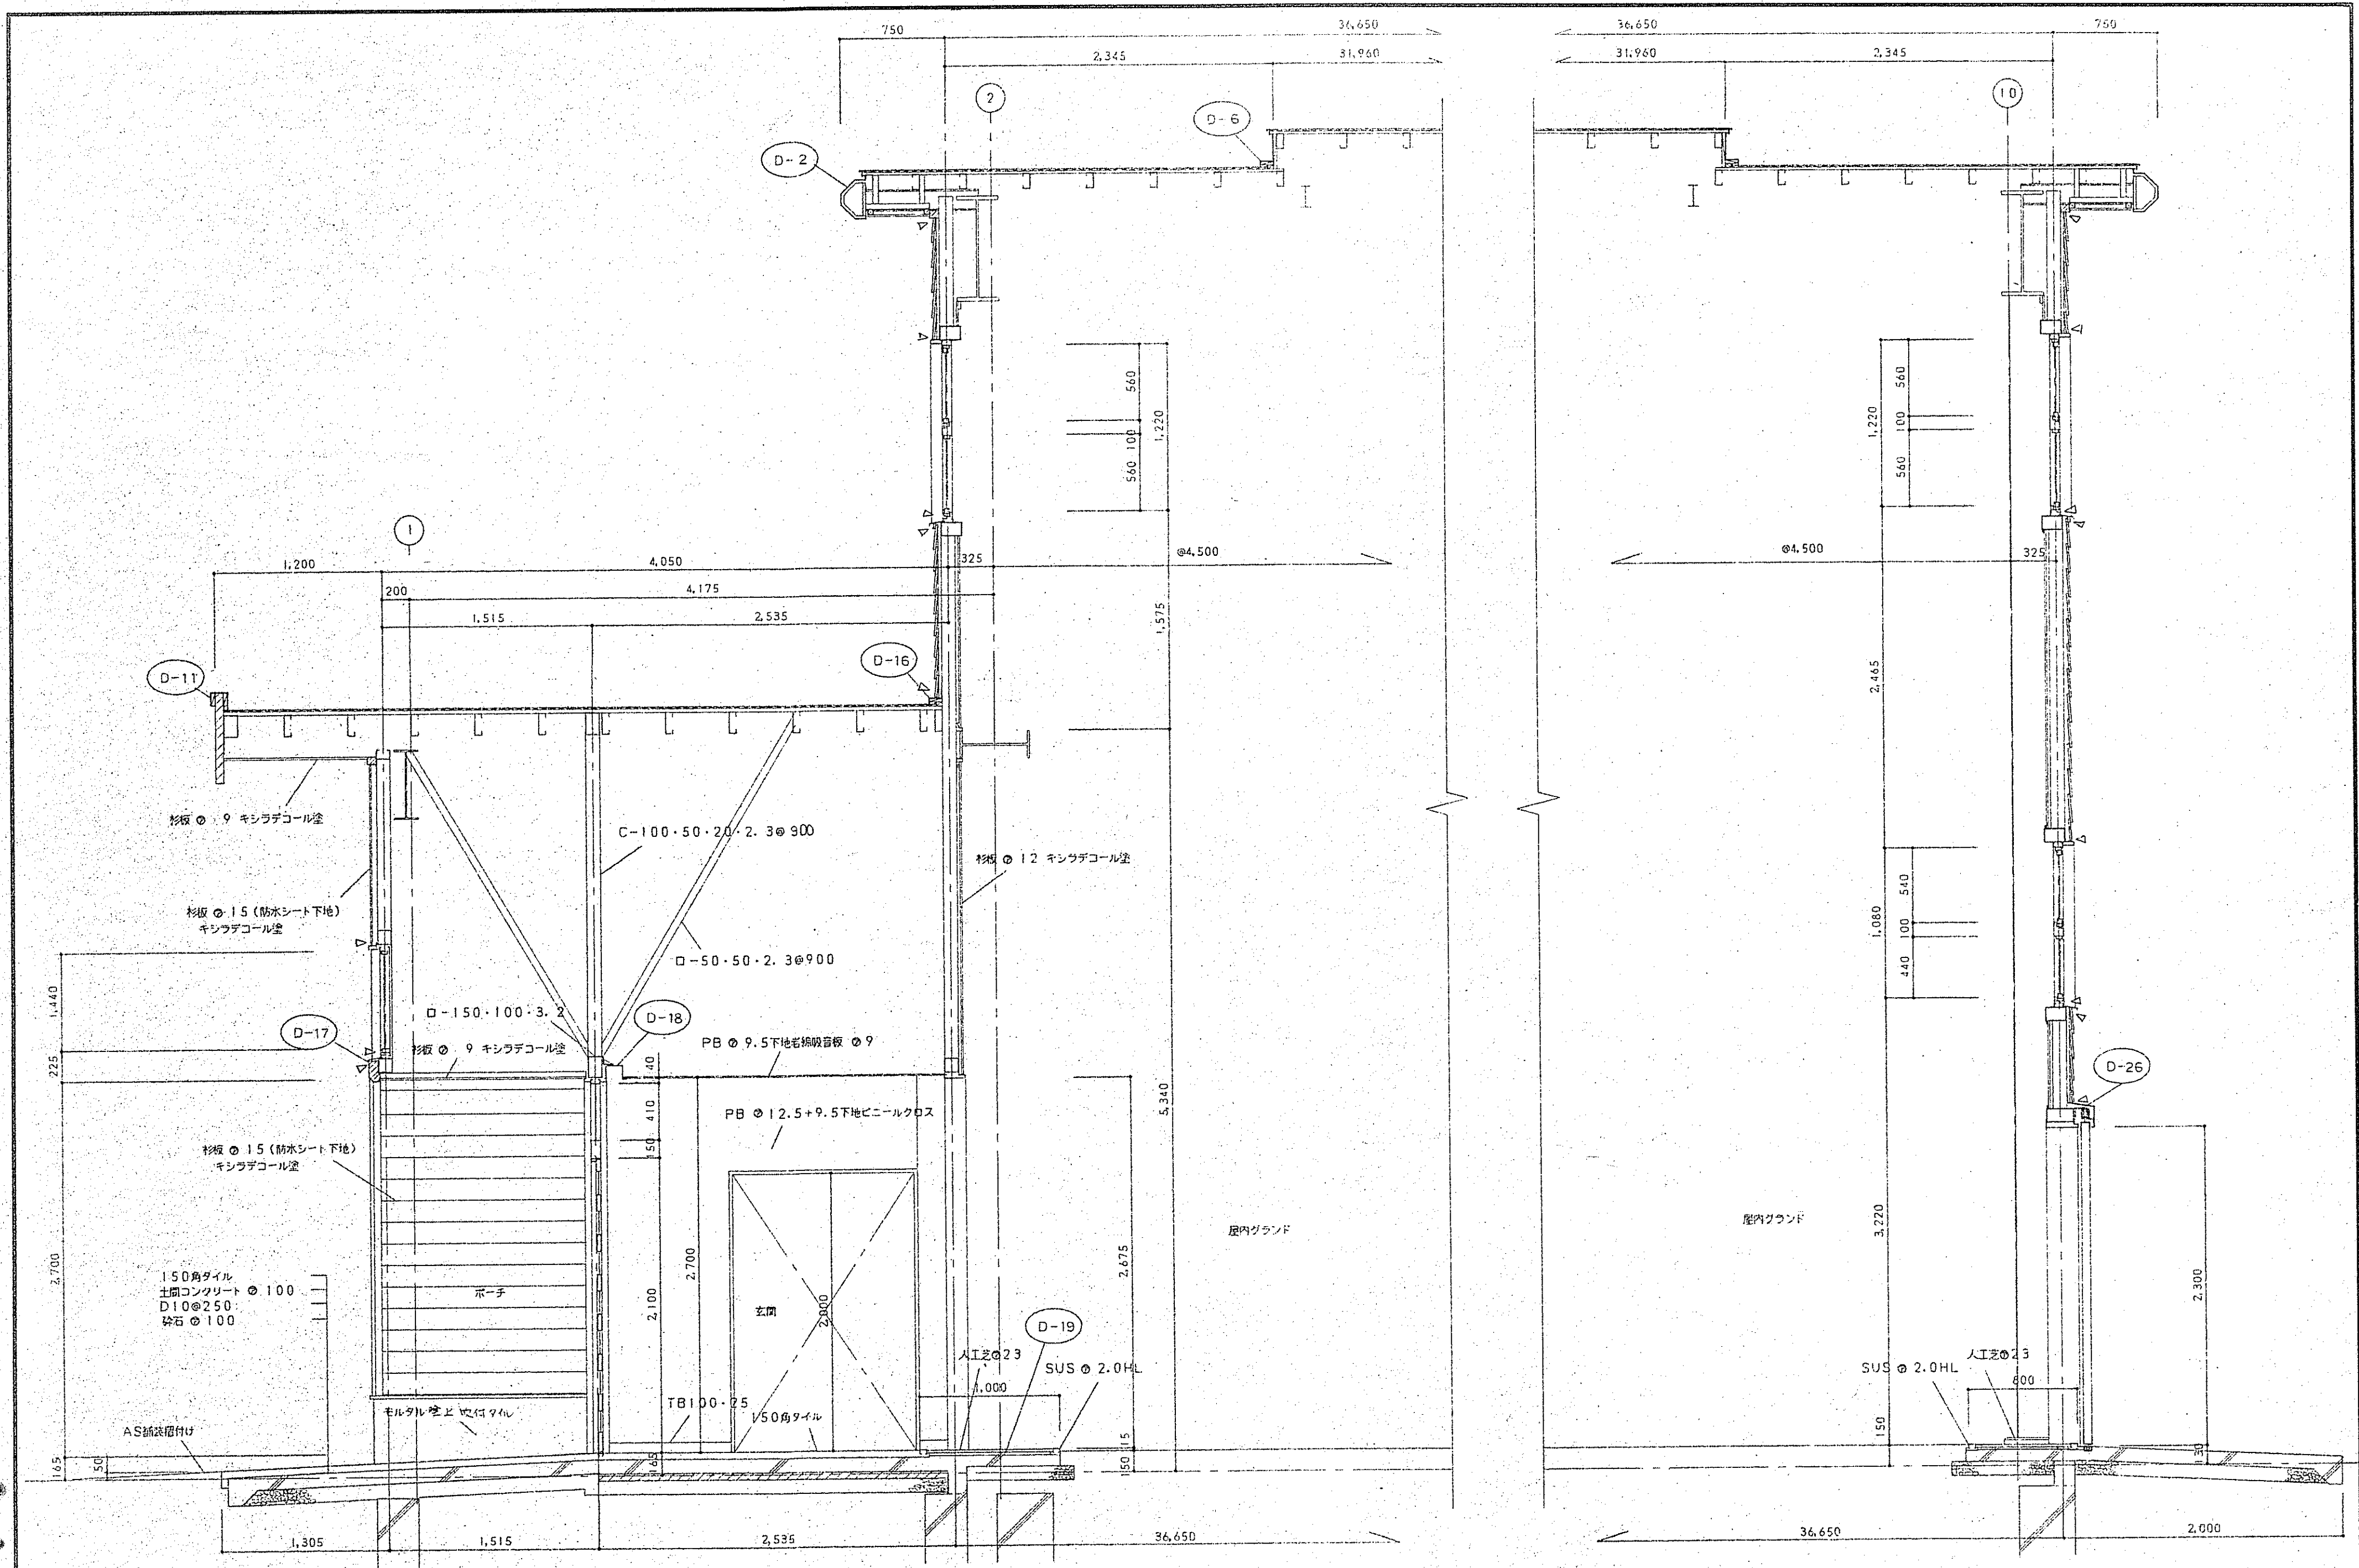 750
36,650
36,650
750
2,345
31,960
31,960
2,345
2
10
D-6
D-2
560
100
560
1,220
1,220
560
100
560
1
1,200
4,050
325
@4,500
@4,500
325
200
4,175
1,515
2,535
1,575
2,465
D-11
D-16
杉板 ⌀ 9 キシラデコール塗
C-100・50・20・2.3@900
杉板 ⌀ 12 キシラデコール塗
杉板 ⌀ 15(防水シート下地)
キシラデコール塗
□-50・50・2.3@900
540
100
440
1,080
1,440
225
□-150・100・3.2
D-18
D-17
杉板 ⌀ 9 キシラデコール塗
PB ⌀ 9.5下地岩綿吸音板 ⌀9
140
410
150
PB ⌀12.5+9.5下地ビニールクロス
5,340
D-26
杉板 ⌀ 15(防水シート下地)
キシラデコール塗
屋内グランド
屋内グランド
3,220
2,700
2,700
2,675
2,300
150角タイル
土間コンクリート ⌀ 100
D10@250
砕石 ⌀ 100
ポーチ
2,100
玄関
2,000
D-19
人工芝⌀23
SUS ⌀ 2.0HL
1,000
SUS ⌀ 2.0HL
人工芝⌀23
600
TB100・25
150角タイル
AS舗装摺付け
165
50
165
150
15
150
1,305
1,515
2,535
36,650
36,650
2,000